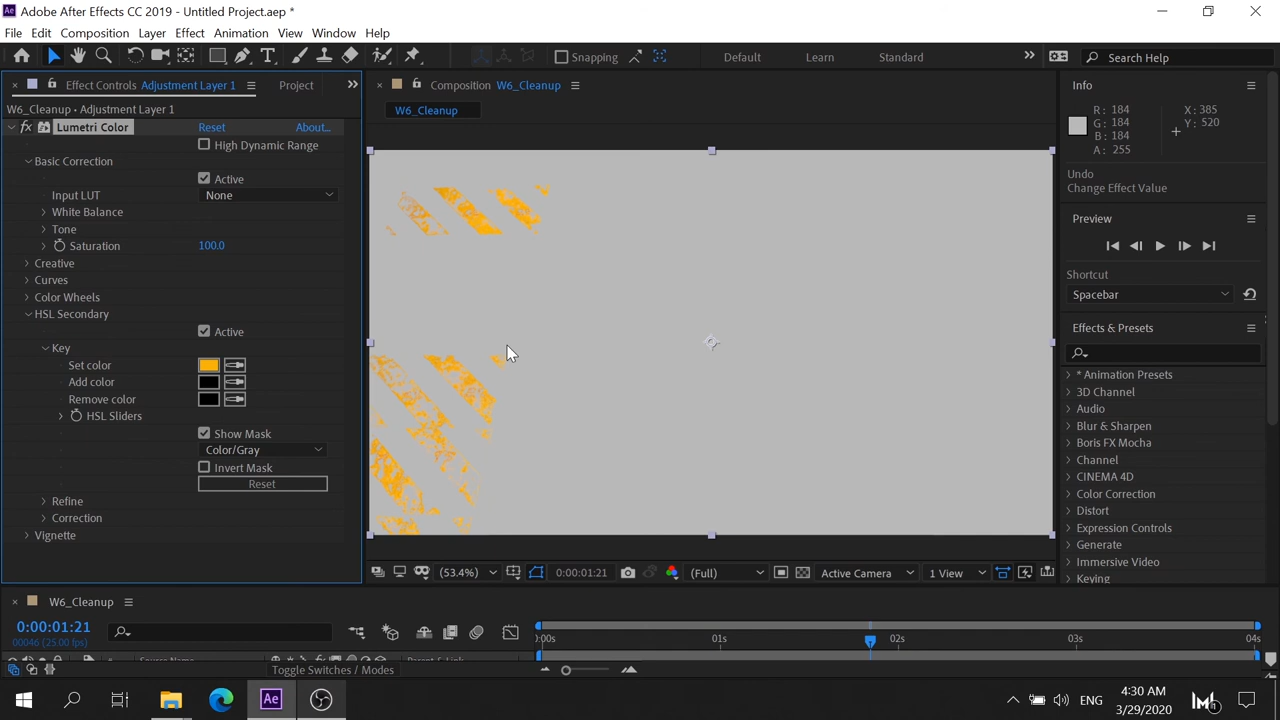 Ae Adobe After Effects CC 2019 - Untitled Project.aep *
File Edit Composition Layer Effect Animation View Window Help
Snapping Default Learn Standard » Search Help
× Effect Controls Adjustment Layer 1 Project »
W6_Cleanup • Adjustment Layer 1
fx Lumetri Color Reset About...
High Dynamic Range
Basic Correction
Active
Input LUT None
White Balance
Tone
Saturation 100.0
Creative
Curves
Color Wheels
HSL Secondary
Active
Key
Set color
Add color
Remove color
HSL Sliders
Show Mask
Color/Gray
Invert Mask
Reset
Refine
Correction
Vignette
× Composition W6_Cleanup
W6_Cleanup
(53.4%) 0:00:01:21 (Full) Active Camera 1 View
Info
R: 184 X: 385
G: 184 Y: 520
B: 184
A: 255
Undo
Change Effect Value
Preview
Shortcut
Spacebar
Effects & Presets
* Animation Presets
3D Channel
Audio
Blur & Sharpen
Boris FX Mocha
Channel
CINEMA 4D
Color Correction
Distort
Expression Controls
Generate
Immersive Video
Keying
× W6_Cleanup
0:00:01:21
00046 (25.00 fps)
0:00s 01s 02s 03s 04s
# Source Name Parent & Link
Toggle Switches / Modes
Ae ENG 4:30 AM
3/29/2020 1